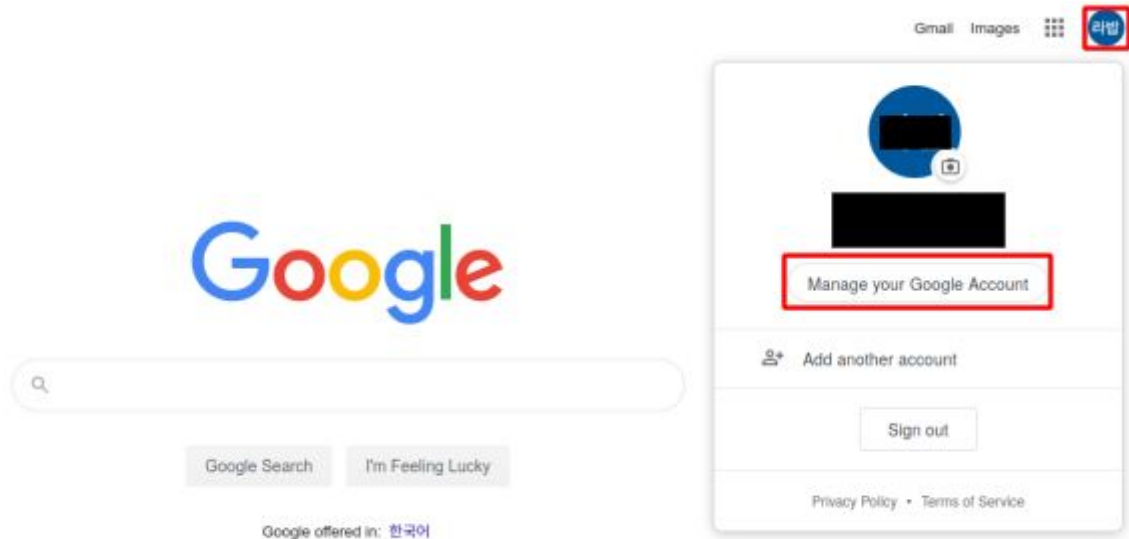 Gmail Images 라밥
Google
Manage your Google Account
Add another account
Sign out
Google Search I'm Feeling Lucky
Privacy Policy • Terms of Service
Google offered in: 한국어